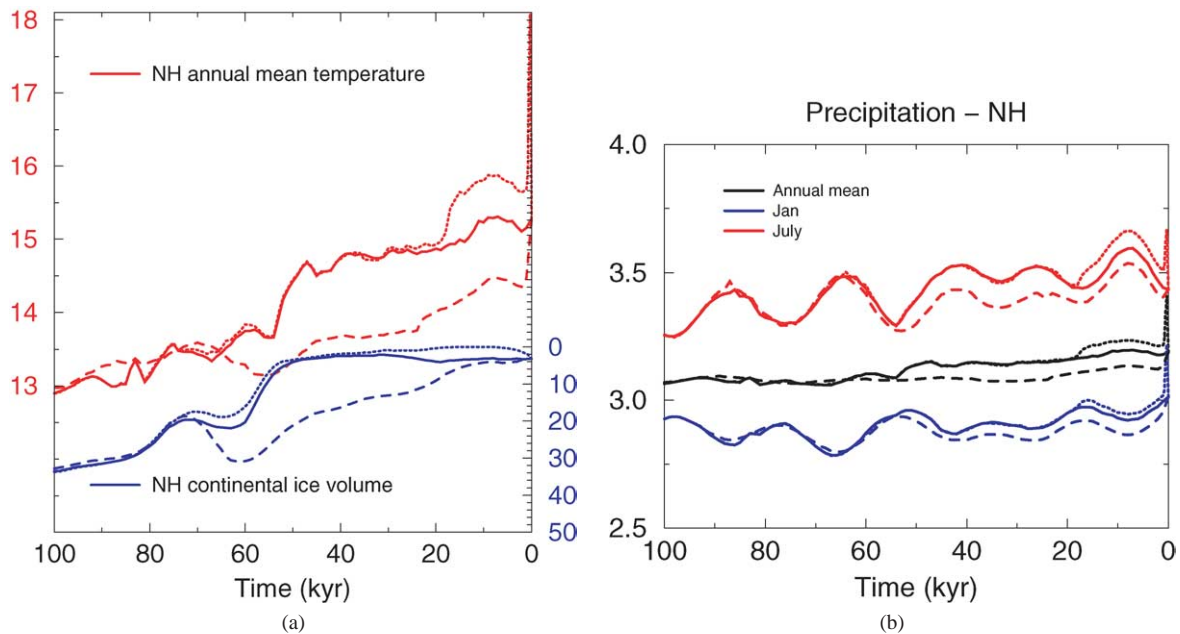 18
17
16
15
14
13
NH annual mean temperature
NH continental ice volume
0
10
20
30
40
50
100 80 60 40 20 0
Time (kyr)
(a)
Precipitation – NH
4.0
3.5
3.0
2.5
Annual mean
Jan
July
100 80 60 40 20 0
Time (kyr)
(b)